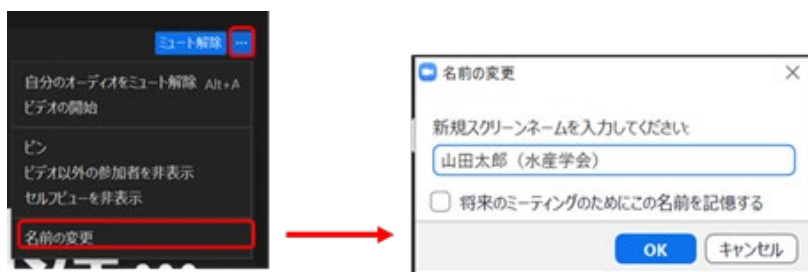 ミュート解除 ...
自分のオーディオをミュート解除 Alt+A
ビデオの開始
ピン
ビデオ以外の参加者を非表示
セルフビューを非表示
名前の変更
名前の変更
新規スクリーンネームを入力してください:
山田太郎（水産学会）
将来のミーティングのためにこの名前を記憶する
OK キャンセル